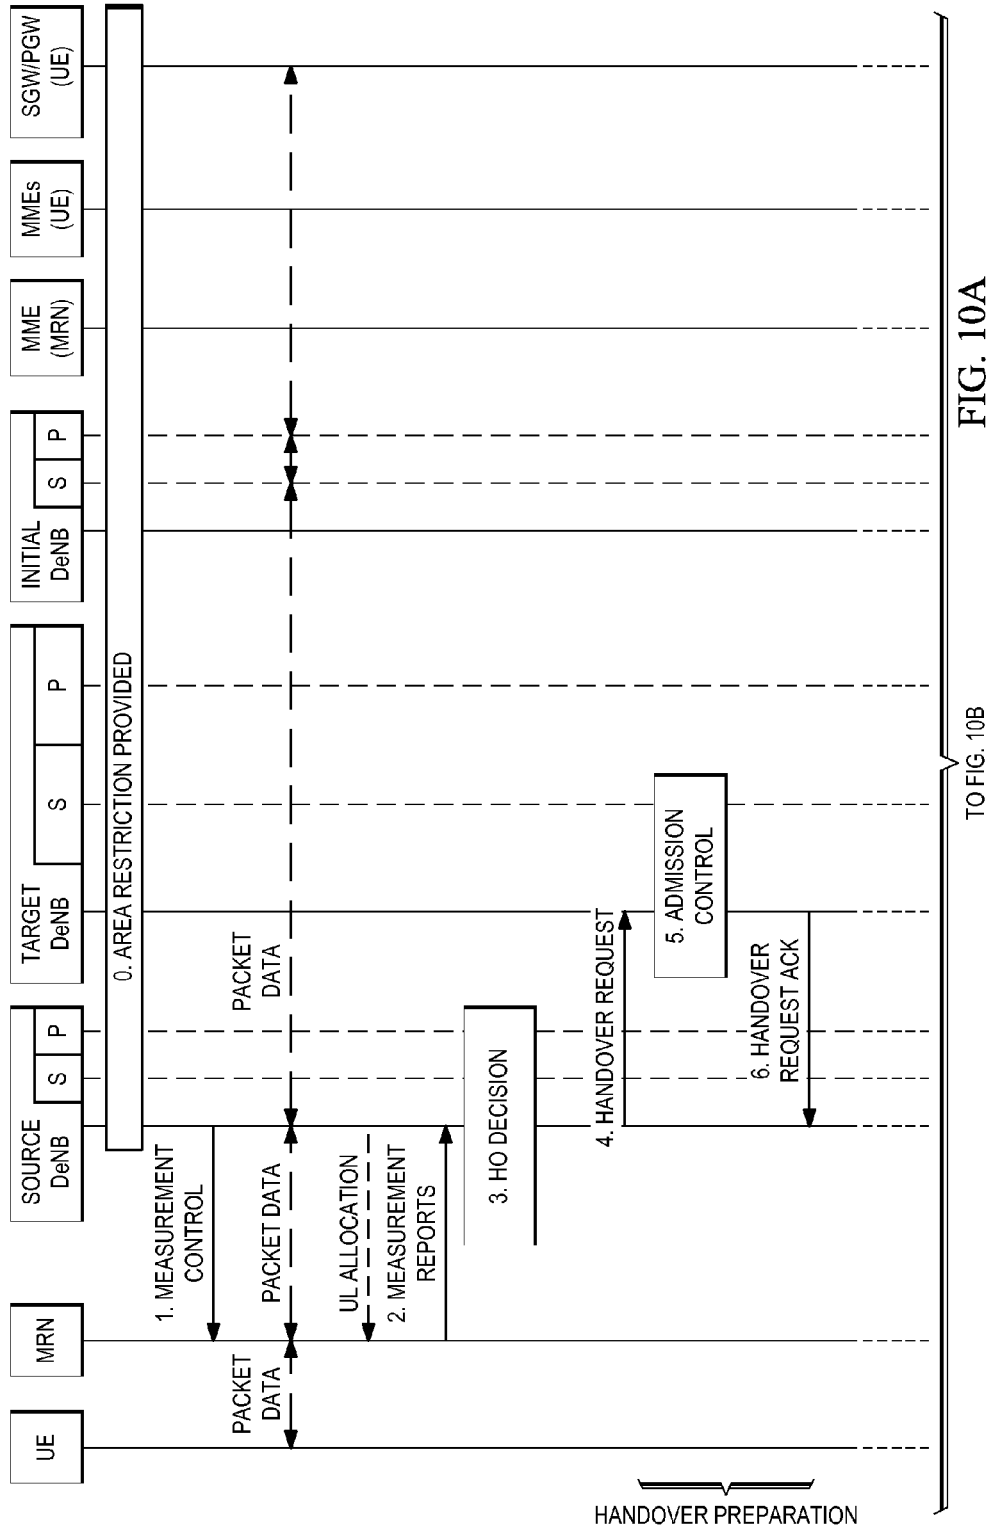 UE
MRN
SOURCE
DeNB
S
P
TARGET
DeNB
S
P
INITIAL
DeNB
S
P
MME
(MRN)
MMEs
(UE)
SGW/PGW
(UE)
0. AREA RESTRICTION PROVIDED
1. MEASUREMENT
CONTROL
PACKET
DATA
PACKET DATA
PACKET
DATA
UL ALLOCATION
2. MEASUREMENT
REPORTS
3. HO DECISION
4. HANDOVER REQUEST
5. ADMISSION
CONTROL
6. HANDOVER
REQUEST ACK
HANDOVER PREPARATION
TO FIG. 10B
FIG. 10A